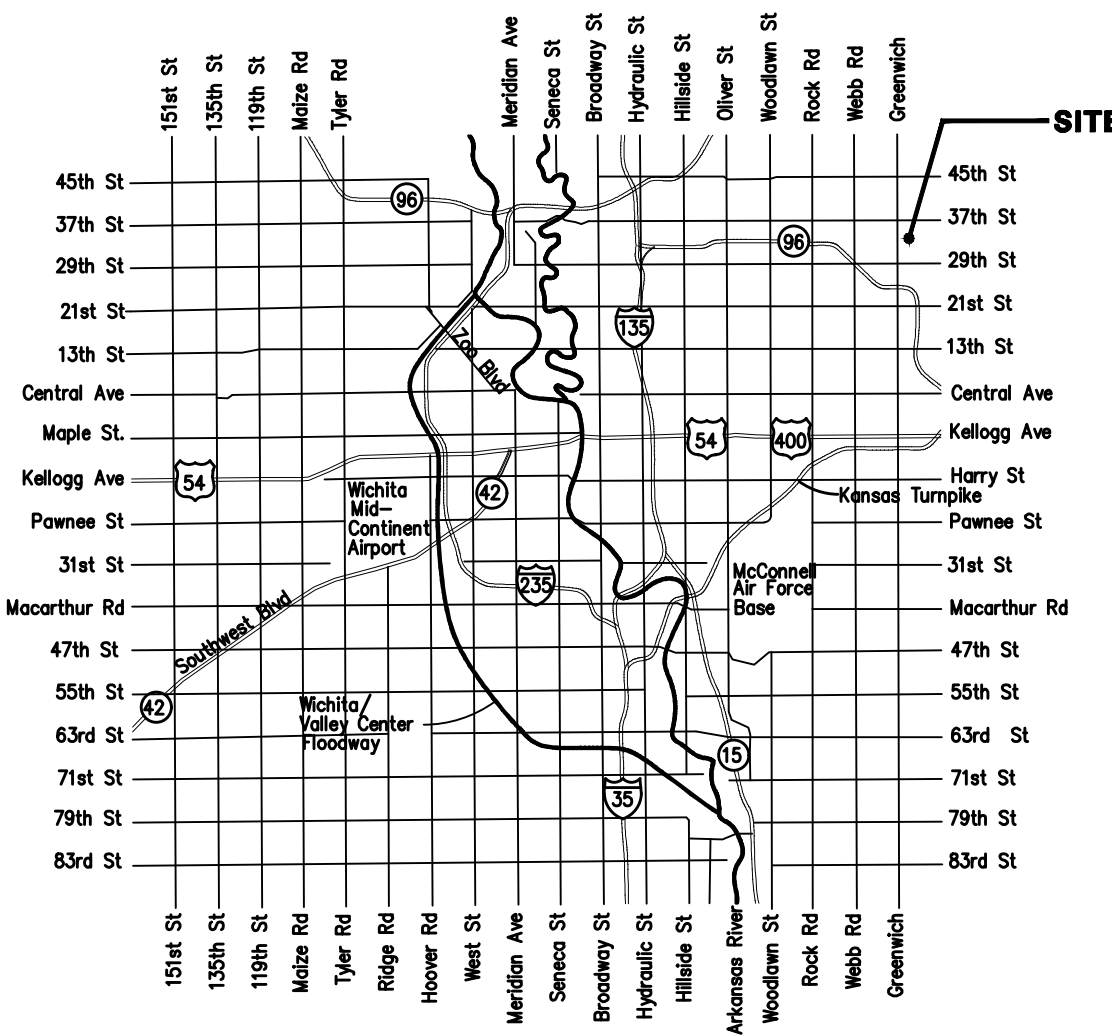 151st St
135th St
119th St
Maize Rd
Tyler Rd
Meridian Ave
Seneca St
Broadway St
Hydraulic St
Hillside St
Oliver St
Woodlawn St
Rock Rd
Webb Rd
Greenwich
SITE
45th St
37th St
29th St
21st St
13th St
Central Ave
Maple St.
Kellogg Ave
Pawnee St
31st St
Macarthur Rd
47th St
55th St
63rd St
71st St
79th St
83rd St
96
96
135
Zoo Blvd
54
400
54
42
Wichita
Mid-
Continent
Airport
Kansas Turnpike
235
McConnell
Air Force
Base
Southwest Blvd
42
Wichita/
Valley Center
Floodway
15
35
45th St
37th St
29th St
21st St
13th St
Central Ave
Kellogg Ave
Harry St
Pawnee St
31st St
Macarthur Rd
47th St
55th St
63rd St
71st St
79th St
83rd St
151st St
135th St
119th St
Maize Rd
Tyler Rd
Ridge Rd
Hoover Rd
West St
Meridian Ave
Seneca St
Broadway St
Hydraulic St
Hillside St
Arkansas River
Woodlawn St
Rock Rd
Webb Rd
Greenwich